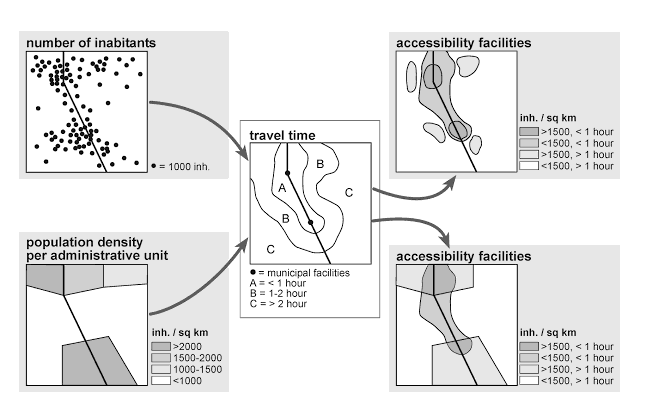 number of inabitants
= 1000 inh.
population density
per administrative unit
inh. / sq km
>2000
1500-2000
1000-1500
<1000
travel time
B
A
C
B
C
= municipal facilities
A = < 1 hour
B = 1-2 hour
C = > 2 hour
accessibility facilities
inh. / sq km
>1500, < 1 hour
<1500, < 1 hour
>1500, > 1 hour
<1500, > 1 hour
accessibility facilities
inh. / sq km
>1500, < 1 hour
<1500, < 1 hour
>1500, > 1 hour
<1500, > 1 hour